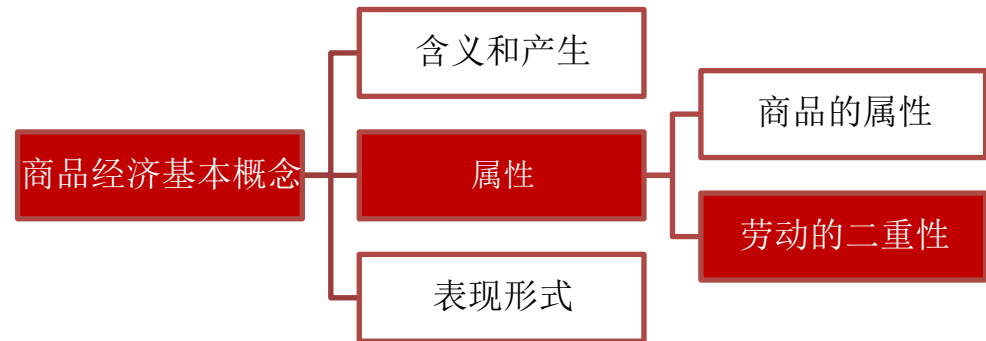 商品经济基本概念
含义和产生
属性
表现形式
商品的属性
劳动的二重性